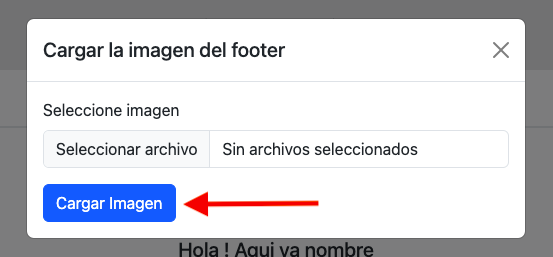 Cargar la imagen del footer
Seleccione imagen
Seleccionar archivo Sin archivos seleccionados
Cargar Imagen
Hola ! Aqui va nombre